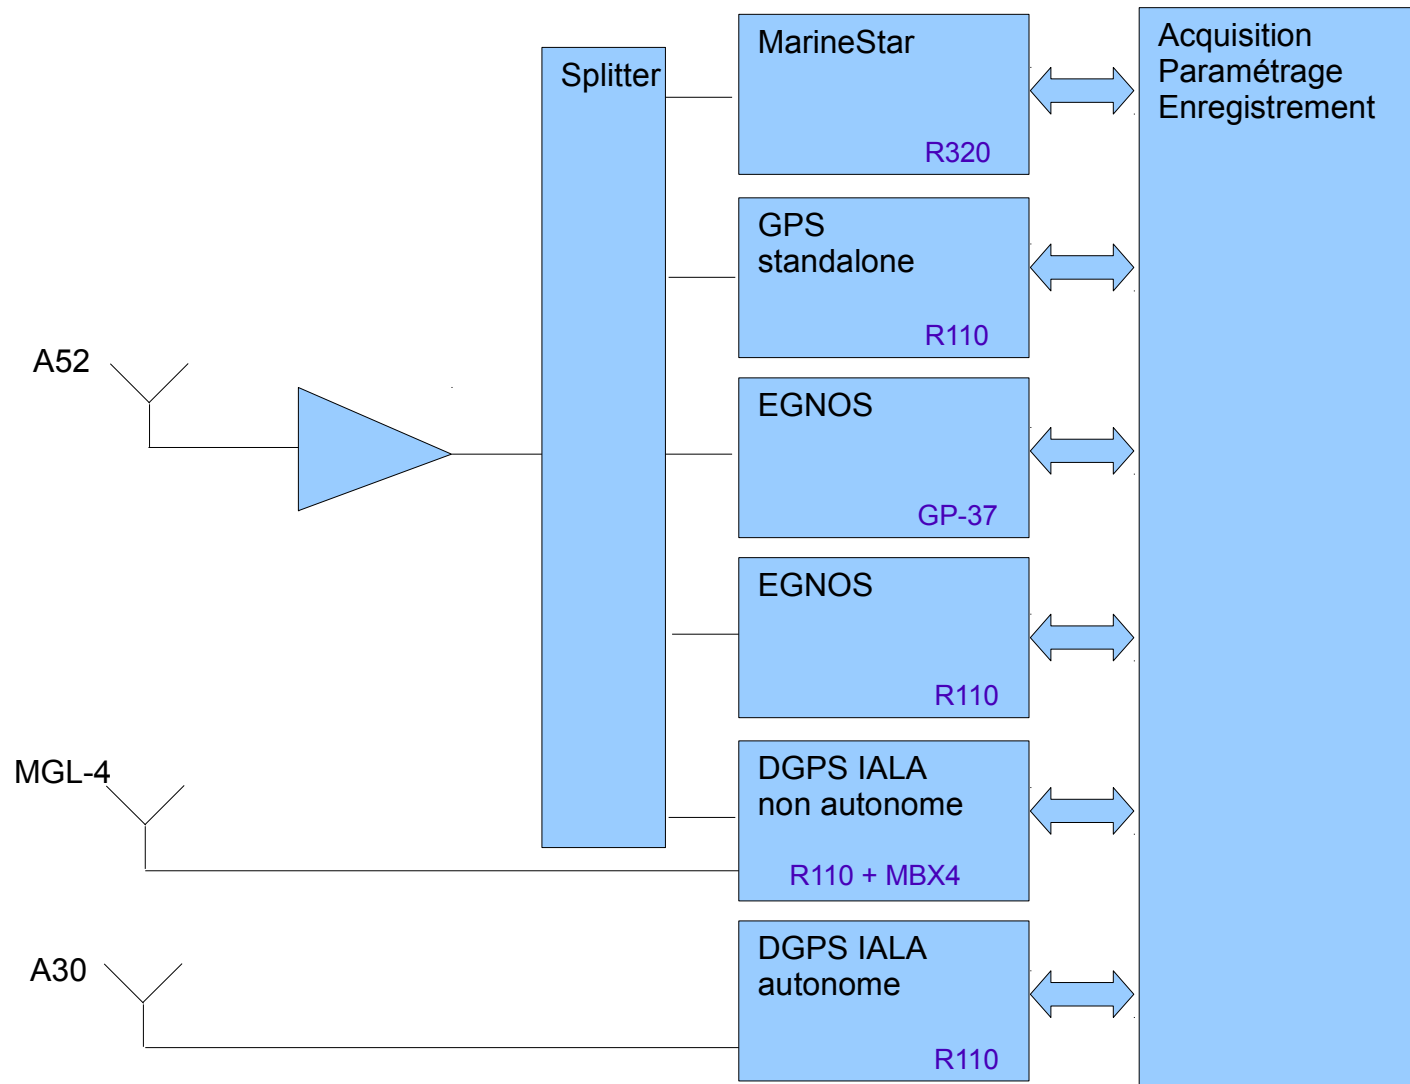 Splitter
MarineStar
R320
Acquisition
Paramétrage
Enregistrement
GPS
standalone
R110
A52
EGNOS
GP-37
EGNOS
R110
MGL-4
DGPS IALA
non autonome
R110 + MBX4
A30
DGPS IALA
autonome
R110